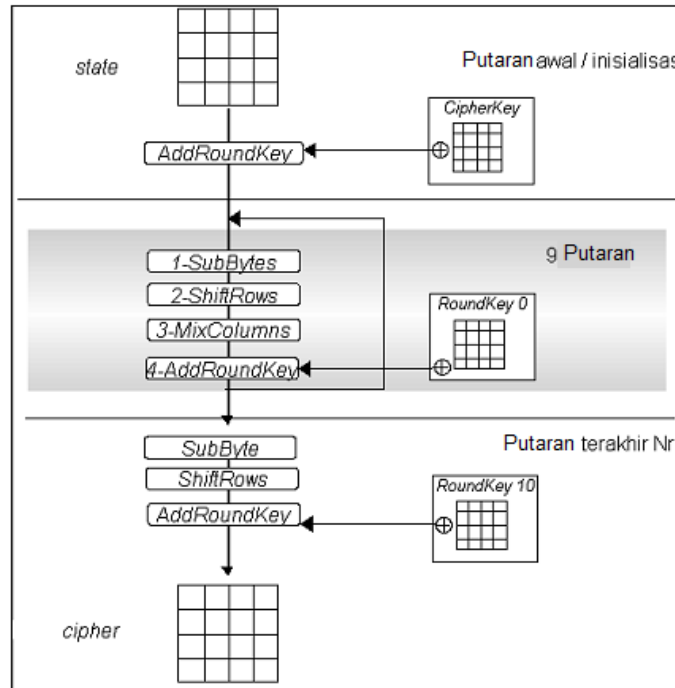 state
Putaran awal / inisialisas
CipherKey
AddRoundKey
9 Putaran
1-SubBytes
2-ShiftRows
3-MixColumns
4-AddRoundKey
RoundKey 0
Putaran terakhir Nr
SubByte
ShiftRows
AddRoundKey
RoundKey 10
cipher